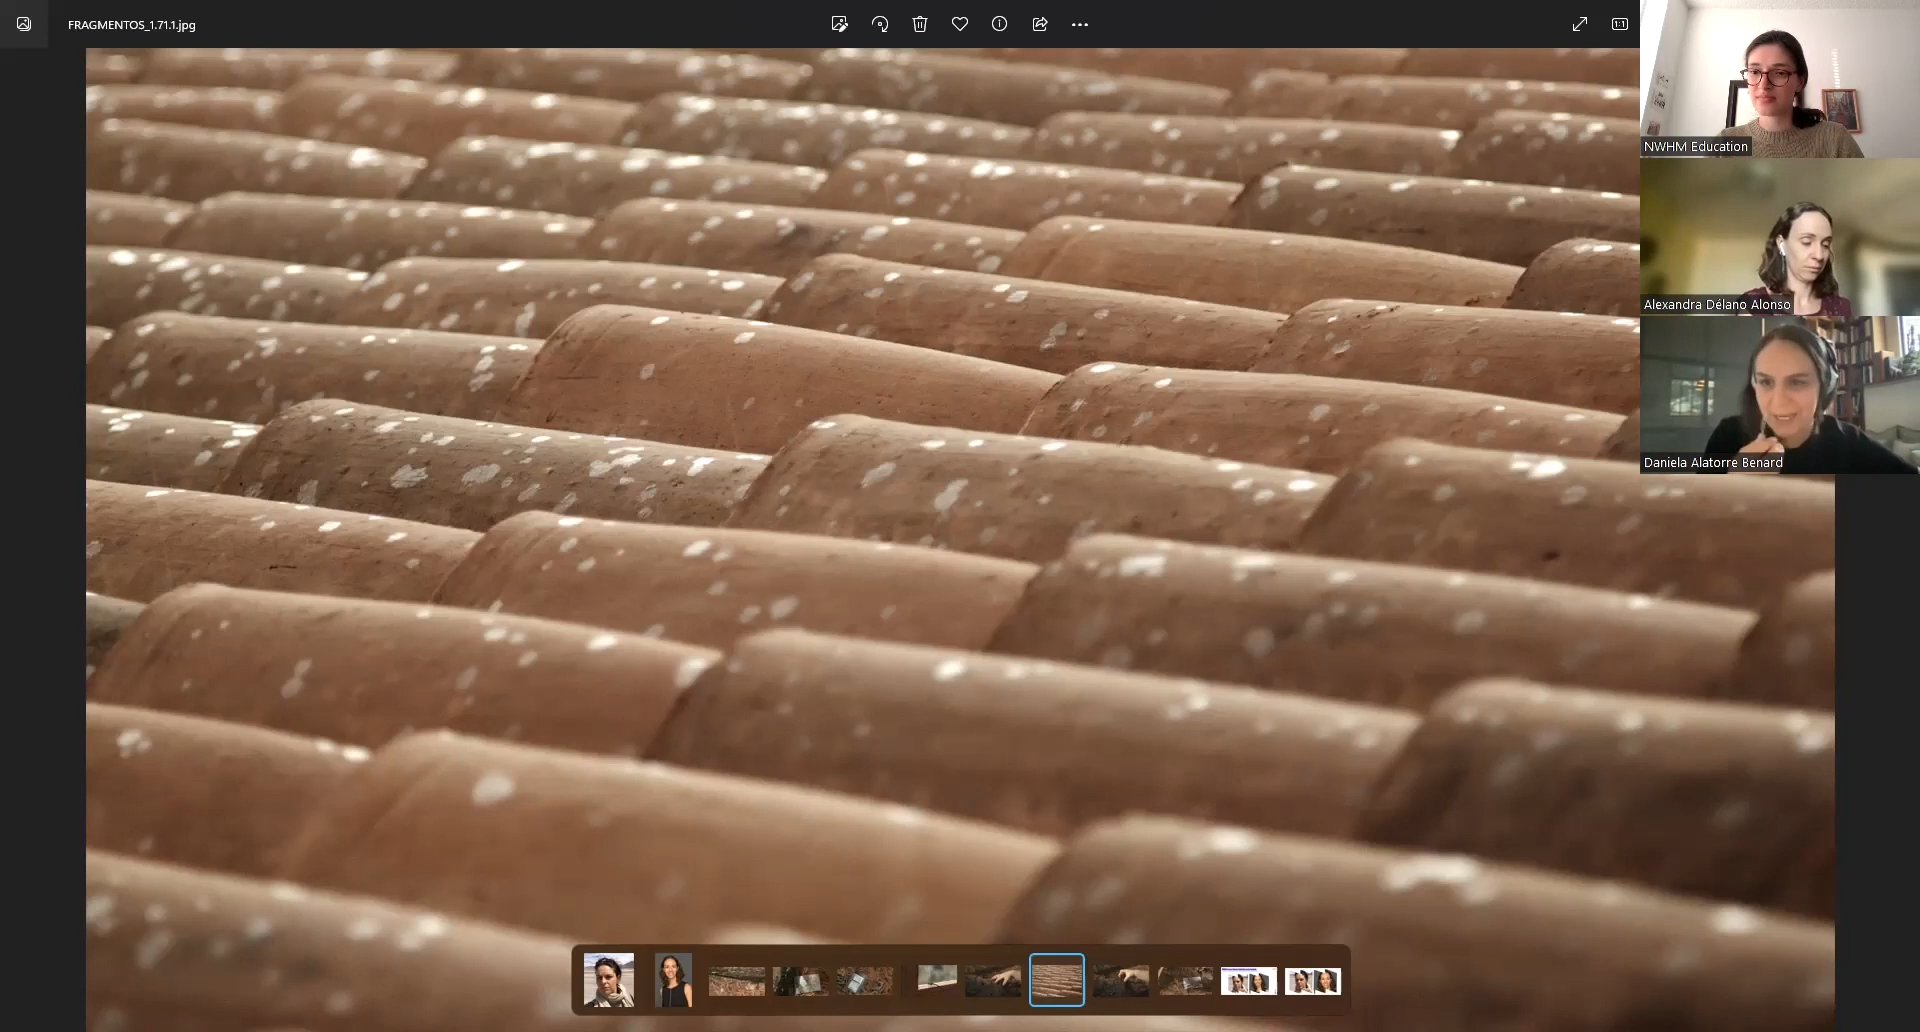 FRAGMENTOS_1.71.1.jpg
NWHM Education
Alexandra Délano Alonso
Daniela Alatorre Benard